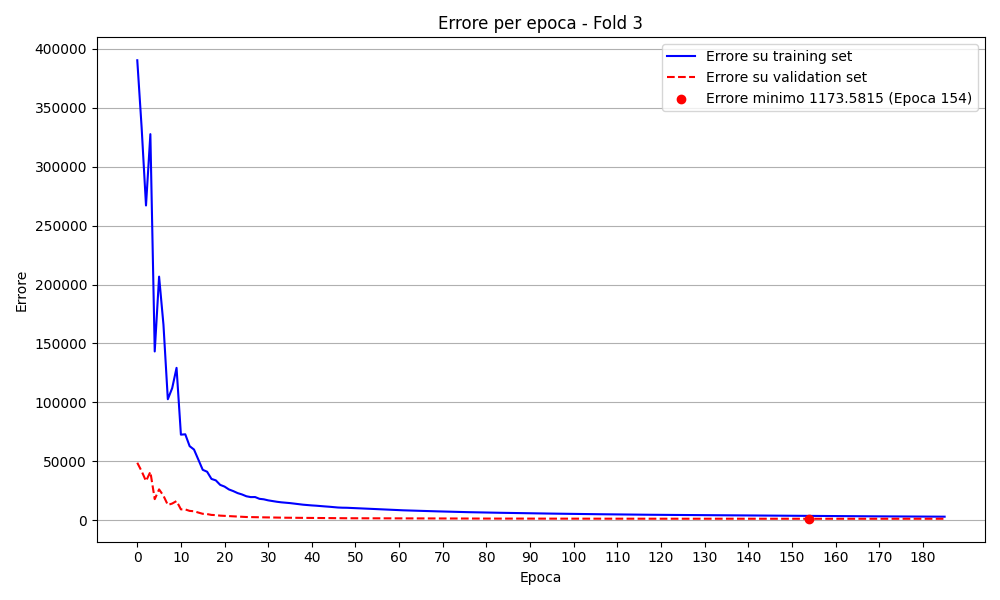 Errore per epoca - Fold 3
Errore su training set
Errore su validation set
Errore minimo 1173.5815 (Epoca 154)
Errore
400000
350000
300000
250000
200000
150000
100000
50000
0
0 10 20 30 40 50 60 70 80 90 100 110 120 130 140 150 160 170 180
Epoca